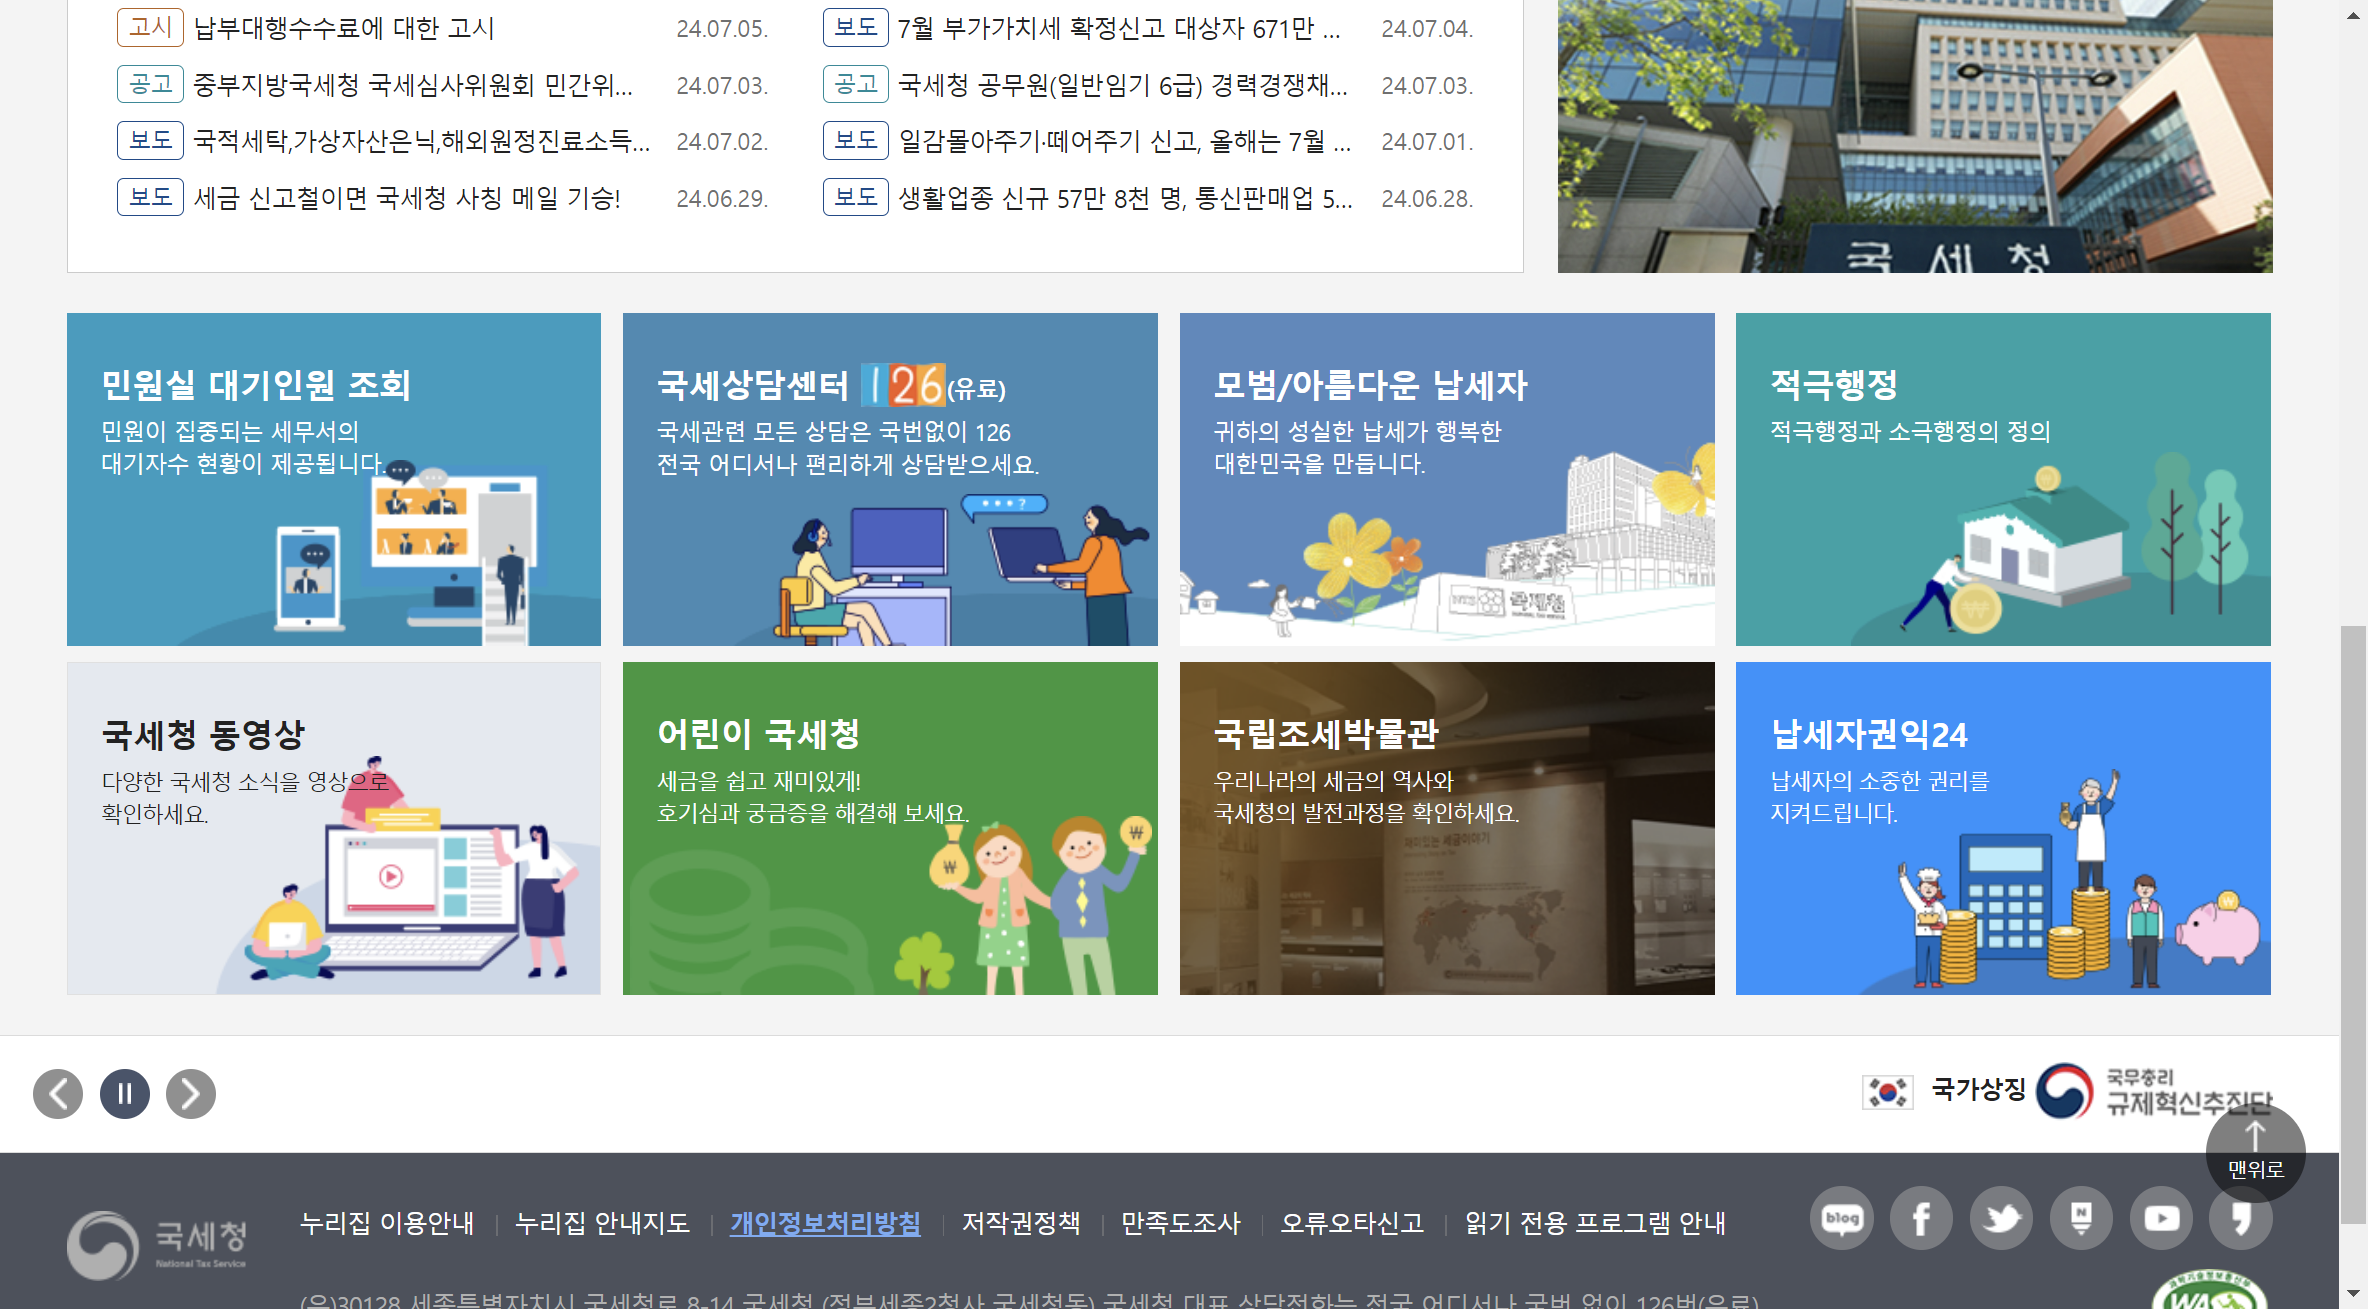 고시 납부대행수수료에 대한 고시 24.07.05.
보도 7월 부가가치세 확정신고 대상자 671만 ... 24.07.04.
공고 중부지방국세청 국세심사위원회 민간위... 24.07.03.
공고 국세청 공무원(일반임기 6급) 경력경쟁채... 24.07.03.
보도 국적세탁,가상자산은닉,해외원정진료소득... 24.07.02.
보도 일감몰아주기·떼어주기 신고, 올해는 7월 ... 24.07.01.
보도 세금 신고철이면 국세청 사칭 메일 기승! 24.06.29.
보도 생활업종 신규 57만 8천 명, 통신판매업 5... 24.06.28.
국세청
민원실 대기인원 조회
민원이 집중되는 세무서의
대기자수 현황이 제공됩니다.
국세상담센터 126(유료)
국세관련 모든 상담은 국번없이 126
전국 어디서나 편리하게 상담받으세요.
모범/아름다운 납세자
귀하의 성실한 납세가 행복한
대한민국을 만듭니다.
NTS 국세청
적극행정
적극행정과 소극행정의 정의
국세청 동영상
다양한 국세청 소식을 영상으로
확인하세요.
어린이 국세청
세금을 쉽고 재미있게!
호기심과 궁금증을 해결해 보세요.
국립조세박물관
우리나라의 세금의 역사와
국세청의 발전과정을 확인하세요.
재미있는 세금이야기
납세자권익24
납세자의 소중한 권리를
지켜드립니다.
국가상징
국무총리
규제혁신추진단
맨위로
국세청
National Tax Service
누리집 이용안내
누리집 안내지도
개인정보처리방침
저작권정책
만족도조사
오류오타신고
읽기 전용 프로그램 안내
blog
N
(우)30128 세종특별자치시 국세청로 8-14 국세청 (정부세종2청사 국세청동) 국세청 대표 상담전화는 전국 어디서나 국번 없이 126번(유료)
과학기술정보통신부
WA